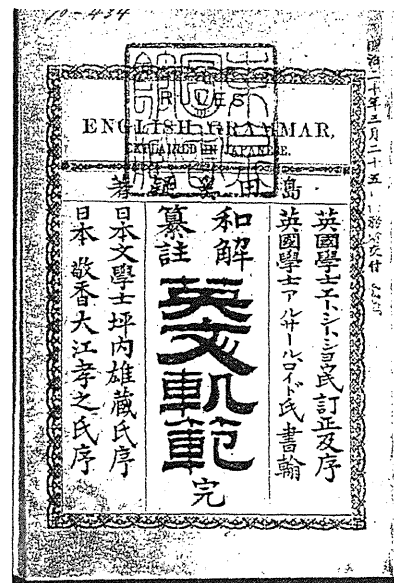 RULES
ENGLISH GRAMMAR,
EXPLAINED IN JAPANESE.
島田奚疑著
英國學士エー、シー、ショウ氏訂正及序
英國學士アルサールロイド氏書翰
和解
纂註
英文軌範
完
日本文學士坪内雄蔵氏序
日本 敬香大江孝之氏序